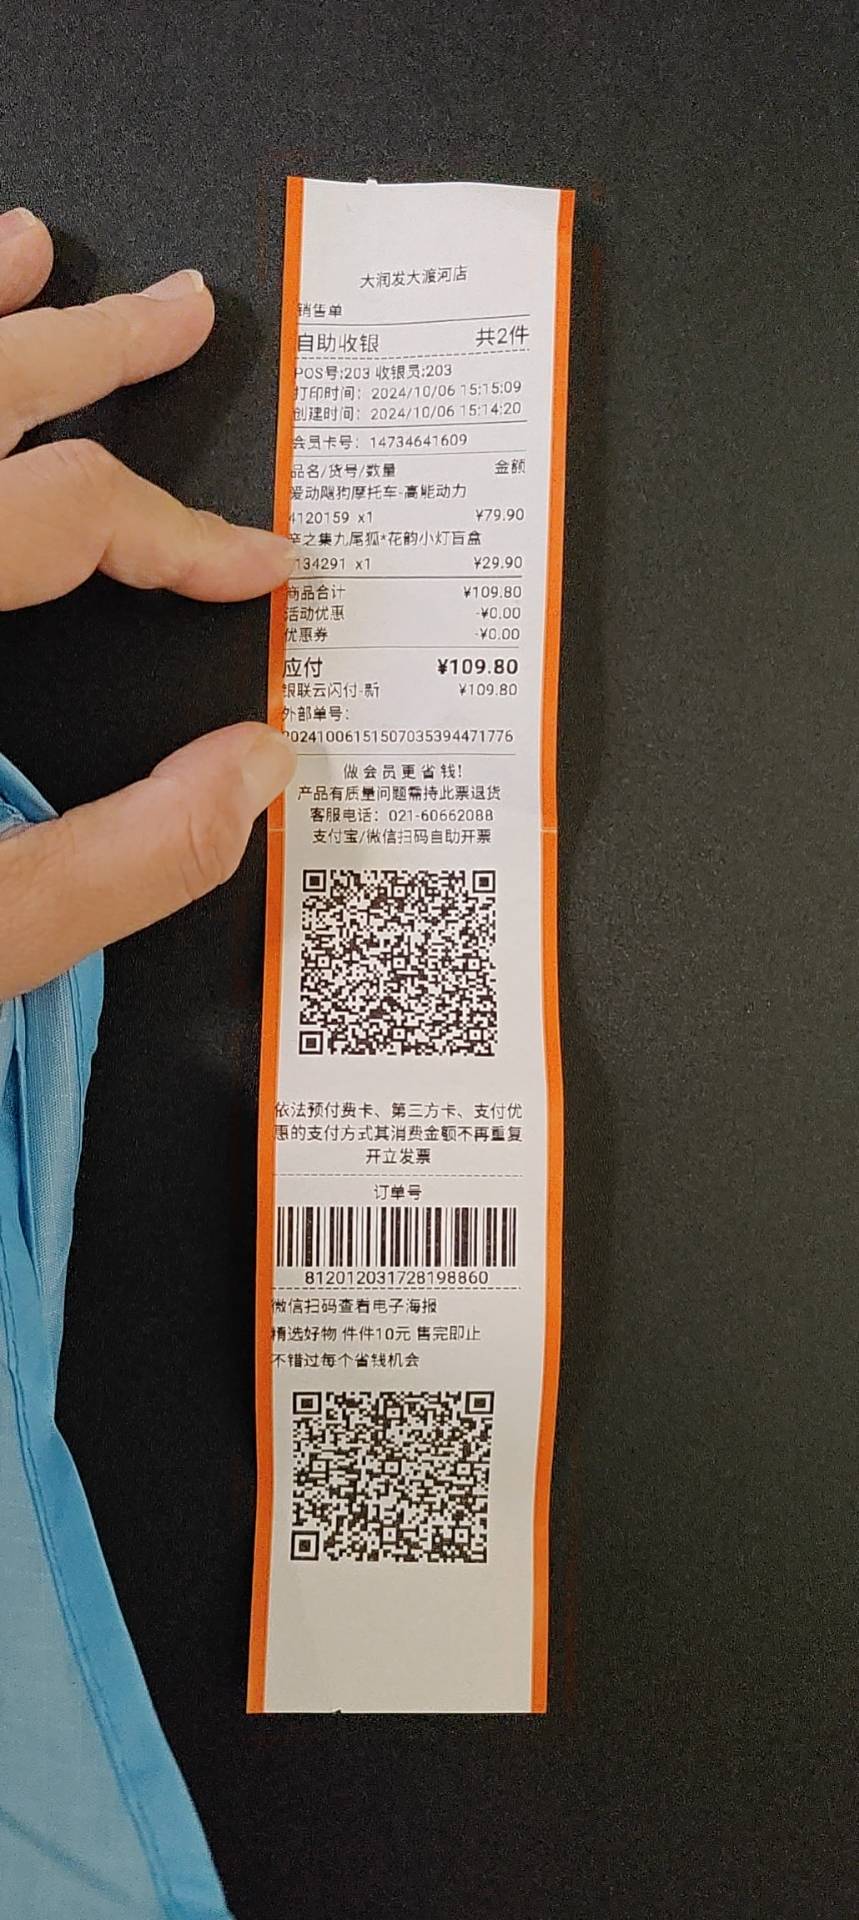 大润发大渡河店
销售单
自助收银 共2件
POS号:203 收银员:203
打印时间: 2024/10/06 15:15:09
创建时间: 2024/10/06 15:14:20
会员卡号: 14734641609
品名/货号/数量 金额
爱动飕狗摩托车-高能动力
4120159 x1 ¥79.90
之集九尾狐*花韵小灯盲盒
134291 x1 ¥29.90
商品合计 ¥109.80
活动优惠 -¥0.00
优惠券 -¥0.00
应付 ¥109.80
银联云闪付-新 ¥109.80
外部单号:
20241006151507035394471776
做会员更省钱!
产品有质量问题需持此票退货
客服电话: 021-60662088
支付宝/微信扫码自助开票
依法预付费卡、第三方卡、支付优
惠的支付方式其消费金额不再重复
开立发票
订单号
812012031728198860
微信扫码查看电子海报
精选好物 件件10元 售完即止
不错过每个省钱机会